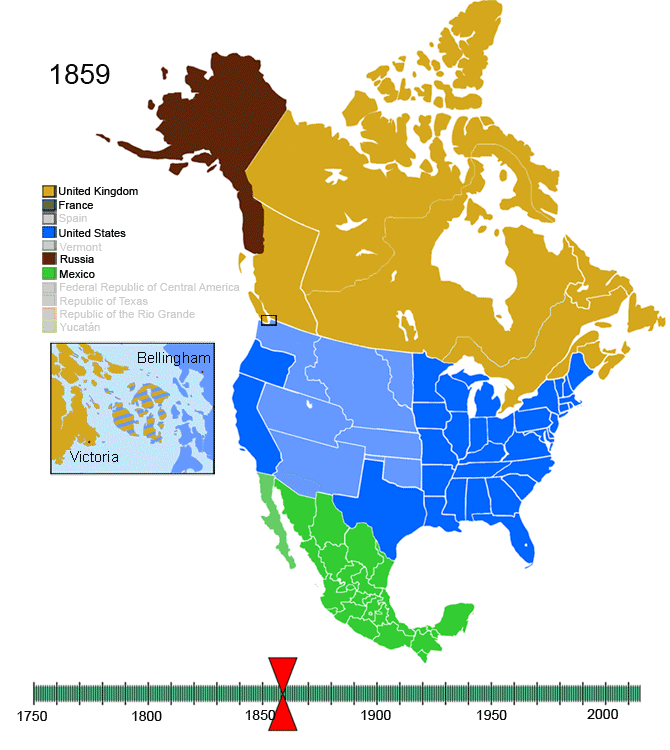 1859
United Kingdom
France
Spain
United States
Vermont
Russia
Mexico
Federal Republic of Central America
Republic of Texas
Republic of the Rio Grande
Yucatán
Bellingham
Victoria
1750 1800 1850 1900 1950 2000